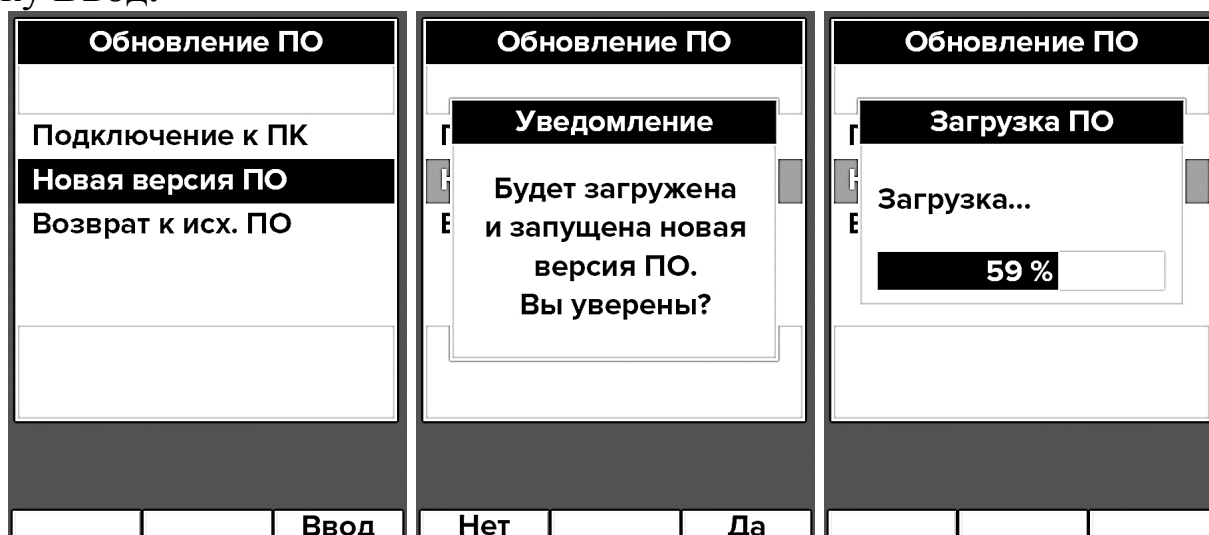 Ввод.
Обновление ПО
Подключение к ПК
Новая версия ПО
Возврат к исх. ПО
Ввод
Обновление ПО
Уведомление
Будет загружена
и запущена новая
версия ПО.
Вы уверены?
Нет
Да
Обновление ПО
Загрузка ПО
Загрузка...
59 %